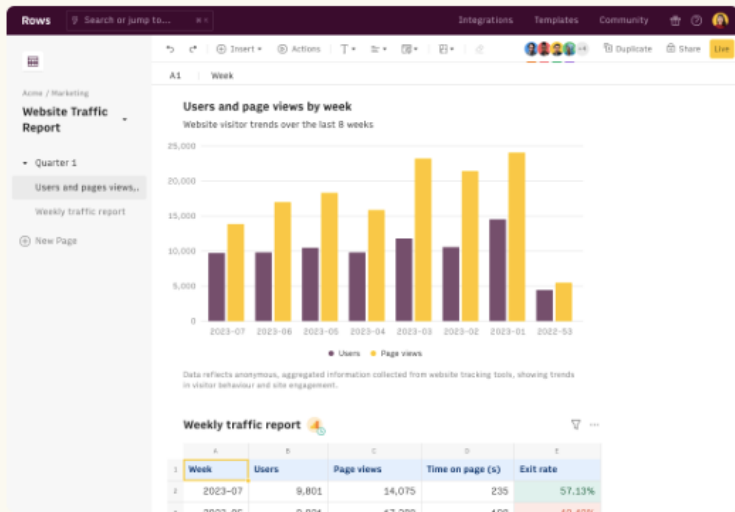 Rows
Search or jump to...
Integrations
Templates
Community
Insert
Actions
+4
Duplicate
Share
Live
A1
Week
Acme / Marketing
Website Traffic
Report
Quarter 1
Users and pages views..
Weekly traffic report
New Page
Users and page views by week
Website visitor trends over the last 8 weeks
25,000
20,000
15,000
10,000
5,000
0
2023-07 2023-06 2023-05 2023-04 2023-03 2023-02 2023-01 2022-53
Users Page views
Data reflects anonymous, aggregated information collected from website tracking tools, showing trends
in visitor behaviour and site engagement.
Weekly traffic report
A B C D E
1 Week Users Page views Time on page (s) Exit rate
2 2023-07 9,801 14,075 235 57.13%